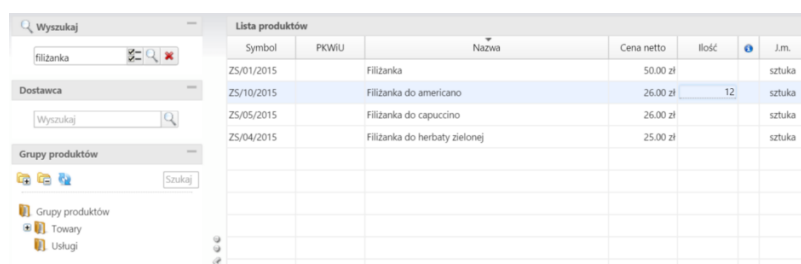 Wyszukaj
filiżanka
Dostawca
Wyszukaj
Grupy produktów
Szukaj
Grupy produktów
Towary
Usługi
Lista produktów
Symbol PKWiU Nazwa Cena netto Ilość J.m.
ZS/01/2015 Filiżanka 50.00 zł sztuka
ZS/10/2015 Filiżanka do americano 26.00 zł 12 sztuka
ZS/05/2015 Filiżanka do capuccino 26.00 zł sztuka
ZS/04/2015 Filiżanka do herbaty zielonej 25.00 zł sztuka